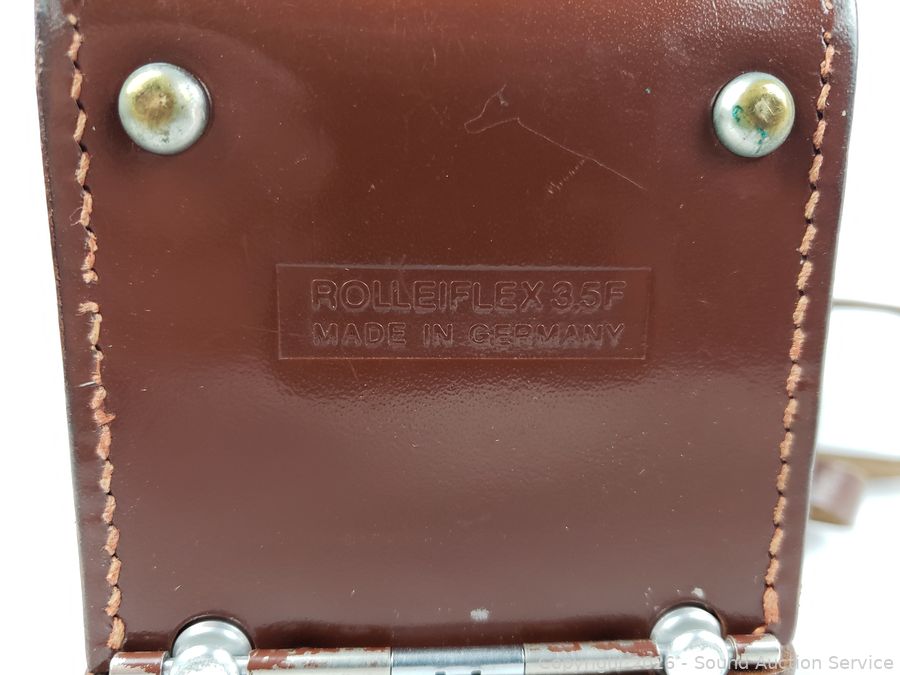 ROLLEIFLEX 3.5F
MADE IN GERMANY
Copyright 2026 - Sound Auction Service